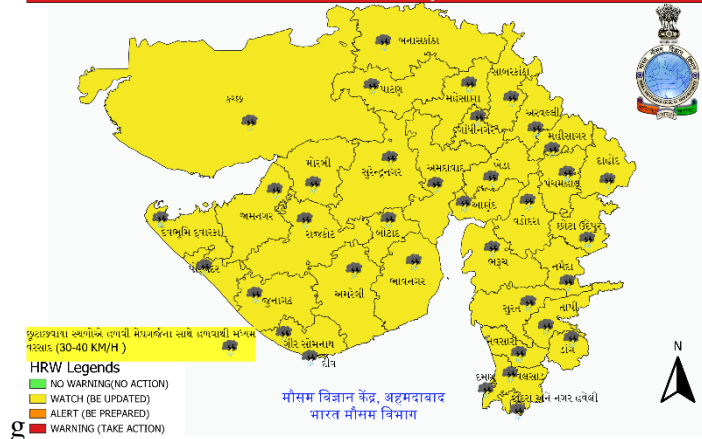 બનાસકાંઠા
પાટણ
સાબરકાંઠા
મહેસાણા
કચ્છ
ગાંધીનગર
અરવલ્લી
મહીસાગર
મોરબી
સુરેન્દ્રનગર
અમદાવાદ
ખેડા
પંચમહાલ
દાહોદ
આણંદ
વડોદરા
જામનગર
રાજકોટ
બોટાદ
છોટા ઉદેપુર
દેવભૂમિ દ્વારકા
પોરબંદર
ભાવનગર
ભરૂચ
નર્મદા
જુનાગઢ
અમરેલી
સુરત
તાપી
છુટાછવાયા સ્થળોએ હળવી મેઘગર્જના સાથે હળવાથી મધ્યમ
વરસાદ (30-40 KM/H )
ગીર સોમનાથ
દીવ
નવસારી
ડાંગ
દમણ
વલસાડ
દાદરા અને નગર હવેલી
HRW Legends
NO WARNING(NO ACTION)
WATCH (BE UPDATED)
ALERT (BE PREPARED)
WARNING (TAKE ACTION)
मौसम विज्ञान केंद्र, अहमदाबाद
भारत मौसम विभाग
N
g